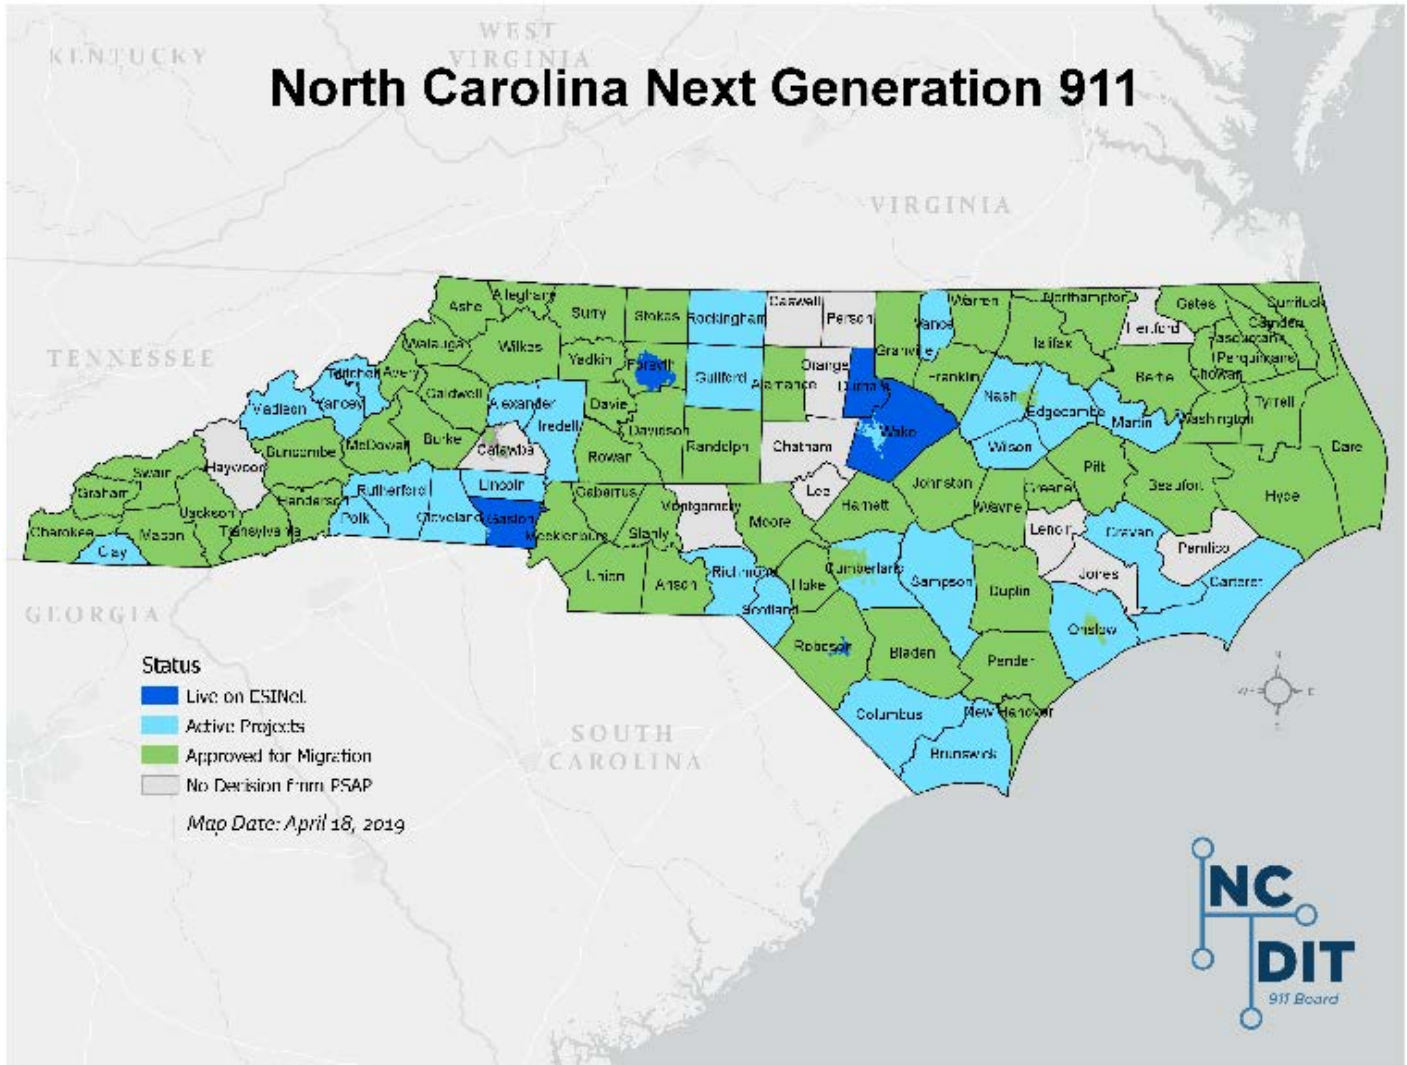 KENTUCKY
WEST
VIRGINIA
North Carolina Next Generation 911
VIRGINIA
TENNESSEE
Ashe
Alleghany
Surry
Stokes
Rockingham
Caswell
Person
Vance
Warren
Northampton
Hertford
Gates
Currituck
Camden
Pasquotank
Perquimans
Chowan
Watauga
Wilkes
Yadkin
Forsyth
Guilford
Alamance
Orange
Durham
Granville
Franklin
Halifax
Bertie
Mitchell
Avery
Madison
Yancey
Caldwell
Alexander
Iredell
Davie
Davidson
Randolph
Chatham
Wake
Nash
Edgecombe
Martin
Washington
Tyrrell
Dare
Haywood
Buncombe
McDowell
Burke
Catawba
Rowan
Wilson
Pitt
Beaufort
Hyde
Swain
Graham
Jackson
Henderson
Rutherford
Lincoln
Cabarrus
Montgomery
Moore
Lee
Harnett
Johnston
Wayne
Greene
Lenoir
Craven
Pamlico
Cherokee
Macon
Clay
Transylvania
Polk
Cleveland
Gaston
Mecklenburg
Stanly
Union
Anson
Richmond
Scotland
Hoke
Cumberland
Sampson
Duplin
Jones
Carteret
Onslow
GEORGIA
Robeson
Bladen
Pender
Columbus
New Hanover
Brunswick
SOUTH
CAROLINA
Status
Live on ESINet
Active Projects
Approved for Migration
No Decision from PSAP
Map Date: April 18, 2019
N
W
E
S
NC
DIT
911 Board